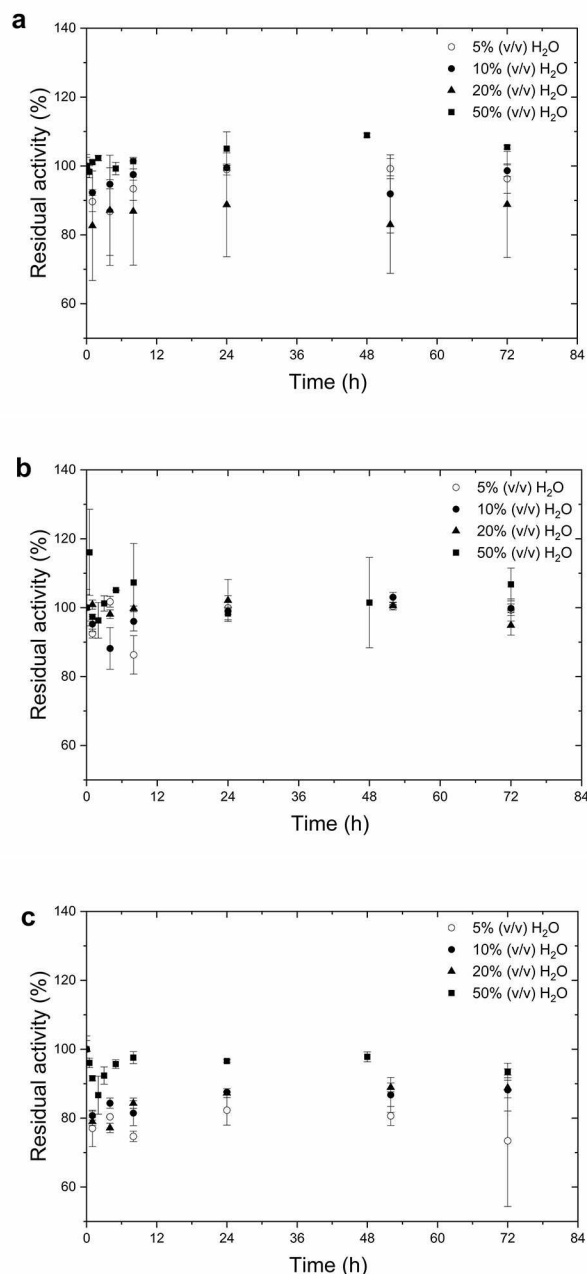 a
140
120
100
80
60
Residual activity (%)
5% (v/v) H₂O
10% (v/v) H₂O
20% (v/v) H₂O
50% (v/v) H₂O
0 12 24 36 48 60 72 84
Time (h)
b
140
120
100
80
60
Residual activity (%)
5% (v/v) H₂O
10% (v/v) H₂O
20% (v/v) H₂O
50% (v/v) H₂O
0 12 24 36 48 60 72 84
Time (h)
c
140
120
100
80
60
Residual activity (%)
5% (v/v) H₂O
10% (v/v) H₂O
20% (v/v) H₂O
50% (v/v) H₂O
0 12 24 36 48 60 72 84
Time (h)